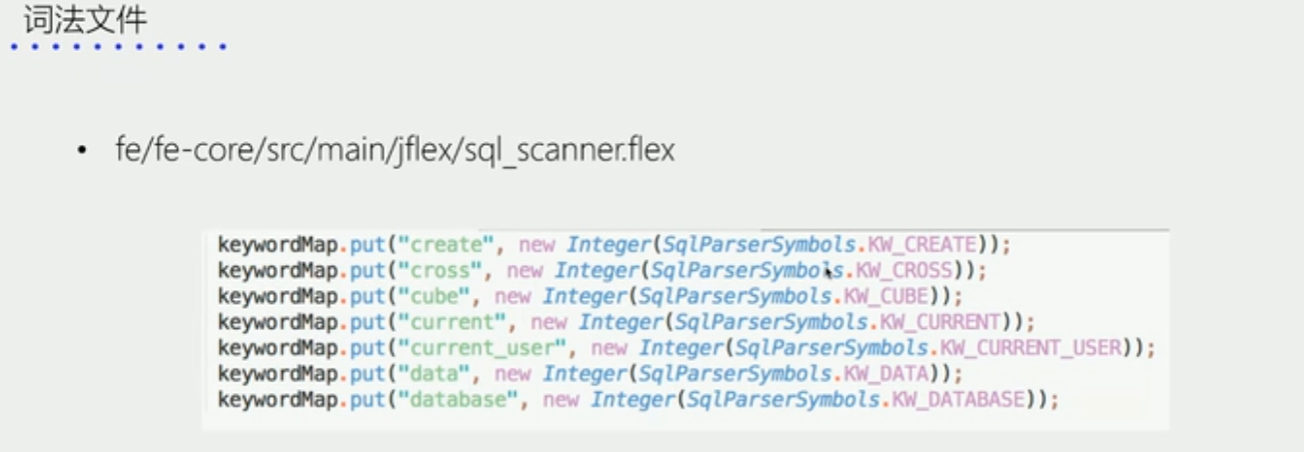 词法文件
• fe/fe-core/src/main/jflex/sql_scanner.flex
keywordMap.put("create", new Integer(SqlParserSymbols.KW_CREATE));
keywordMap.put("cross", new Integer(SqlParserSymbols.KW_CROSS));
keywordMap.put("cube", new Integer(SqlParserSymbols.KW_CUBE));
keywordMap.put("current", new Integer(SqlParserSymbols.KW_CURRENT));
keywordMap.put("current_user", new Integer(SqlParserSymbols.KW_CURRENT_USER));
keywordMap.put("data", new Integer(SqlParserSymbols.KW_DATA));
keywordMap.put("database", new Integer(SqlParserSymbols.KW_DATABASE));